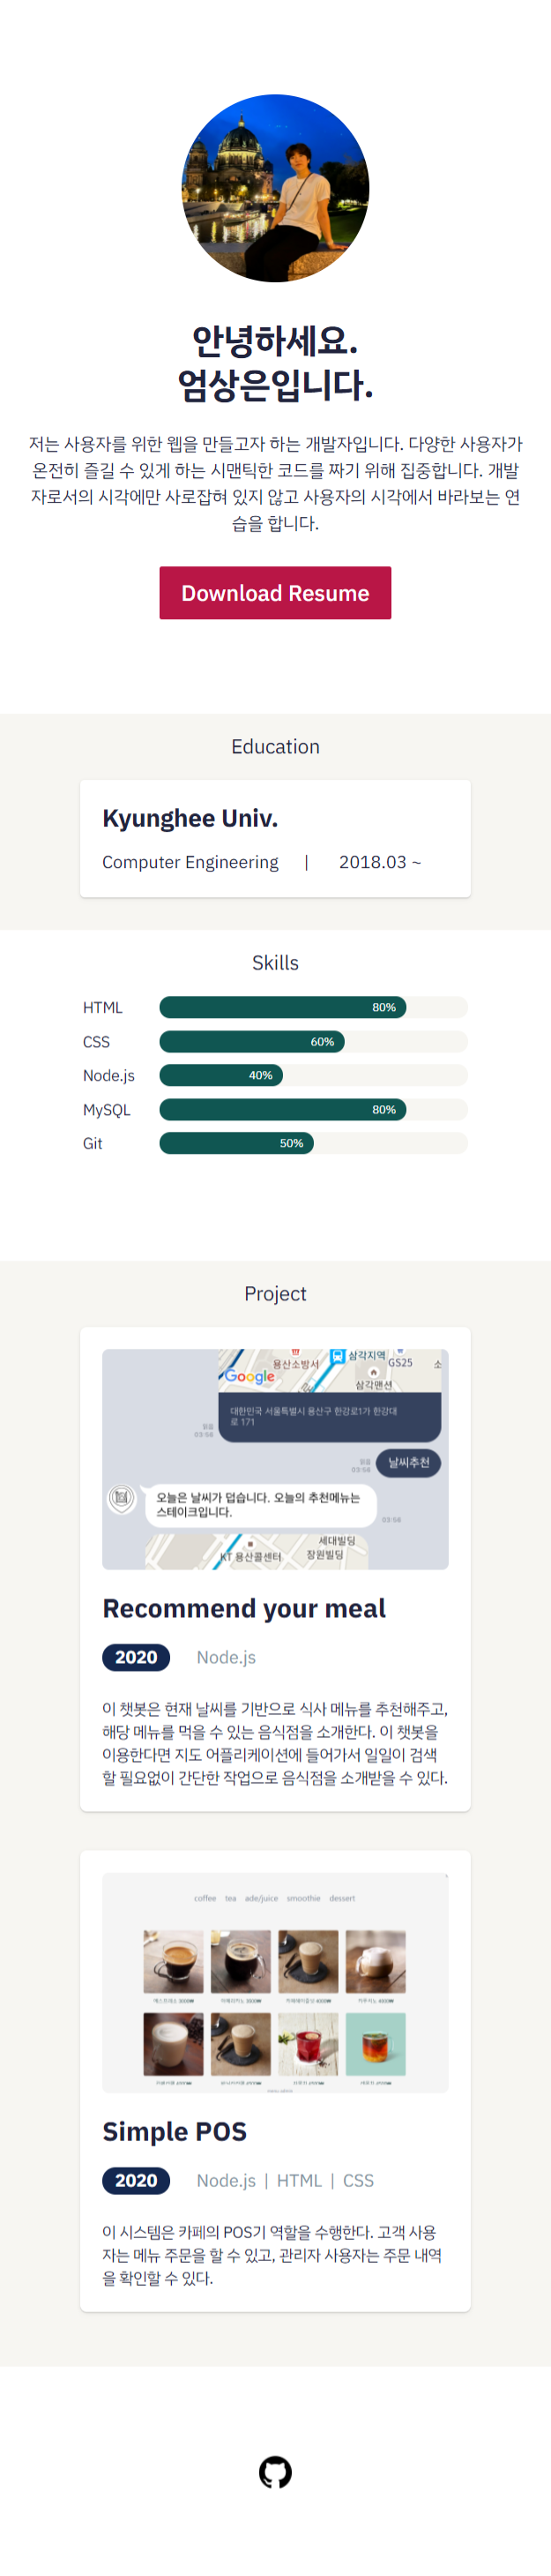 안녕하세요.
엄상은입니다.
저는 사용자를 위한 웹을 만들고자 하는 개발자입니다. 다양한 사용자가
온전히 즐길 수 있게 하는 시맨틱한 코드를 짜기 위해 집중합니다. 개발
자로서의 시각에만 사로잡혀 있지 않고 사용자의 시각에서 바라보는 연
습을 합니다.
Download Resume
Education
Kyunghee Univ.
Computer Engineering | 2018.03 ~
Skills
HTML 80%
CSS 60%
Node.js 40%
MySQL 80%
Git 50%
Project
용산소방서 삼각지역 GS25 소
Google 삼각맨션
대한민국 서울특별시 용산구 한강로1가 한강대
로 171
읽음
03:56
날씨추천
읽음
03:56
오늘은 날씨가 덥습니다. 오늘의 추천메뉴는
스테이크입니다.
03:56
세대빌딩
KT 용산콜센터 장원빌딩
Recommend your meal
2020 Node.js
이 챗봇은 현재 날씨를 기반으로 식사 메뉴를 추천해주고,
해당 메뉴를 먹을 수 있는 음식점을 소개한다. 이 챗봇을
이용한다면 지도 어플리케이션에 들어가서 일일이 검색
할 필요없이 간단한 작업으로 음식점을 소개받을 수 있다.
coffee tea ade/juice smoothie dessert
Simple POS
2020 Node.js | HTML | CSS
이 시스템은 카페의 POS기 역할을 수행한다. 고객 사용
자는 메뉴 주문을 할 수 있고, 관리자 사용자는 주문 내역
을 확인할 수 있다.